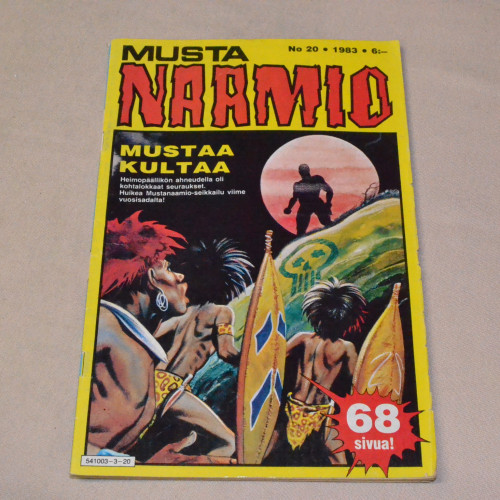 MUSTA
No 20 • 1983 • 6:–
NAAMIO
MUSTAA
KULTAA
Heimopäällikön ahneudella oli
kohtalokkaat seuraukset.
Huikea Mustanaamio-seikkailu viime
vuosisadalta!
68
sivua!
541003-3-20